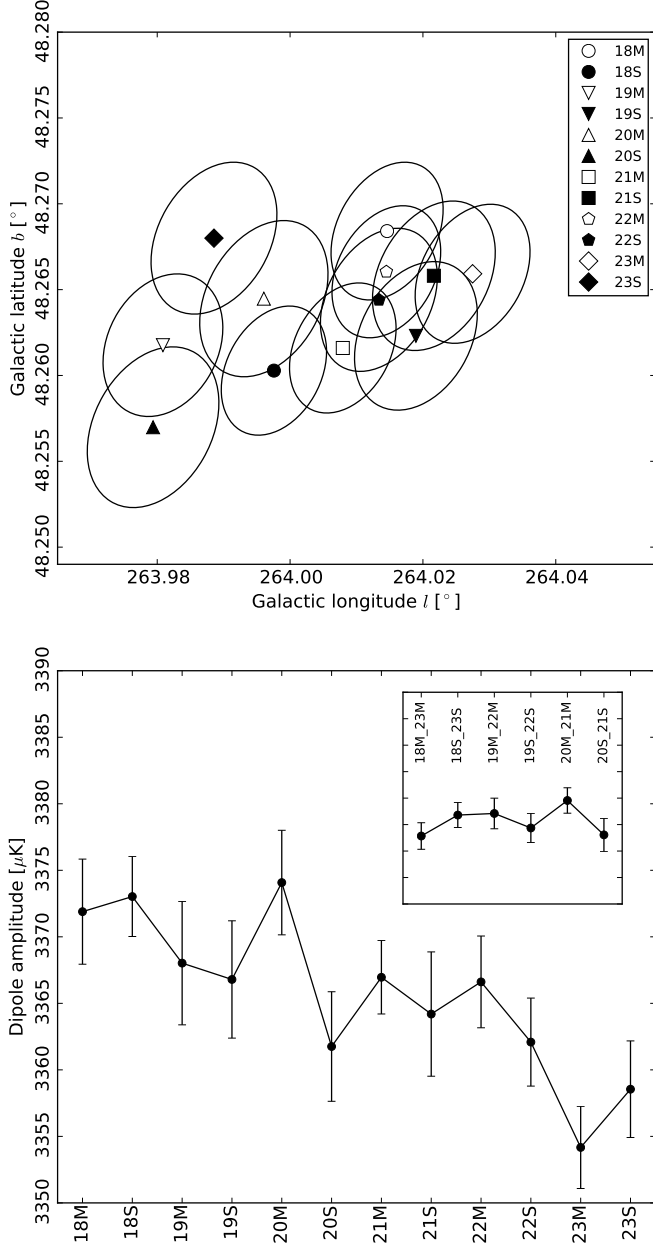 48.280
48.275
48.270
48.265
48.260
48.255
48.250
Galactic latitude b [°]
18M
18S
19M
19S
20M
20S
21M
21S
22M
22S
23M
23S
263.98 264.00 264.02 264.04
Galactic longitude l [°]
3390
3385
3380
3375
3370
3365
3360
3355
3350
Dipole amplitude [μK]
18M_23M 18S_23S 19M_22M 19S_22S 20M_21M 20S_21S
18M 18S 19M 19S 20M 20S 21M 21S 22M 22S 23M 23S